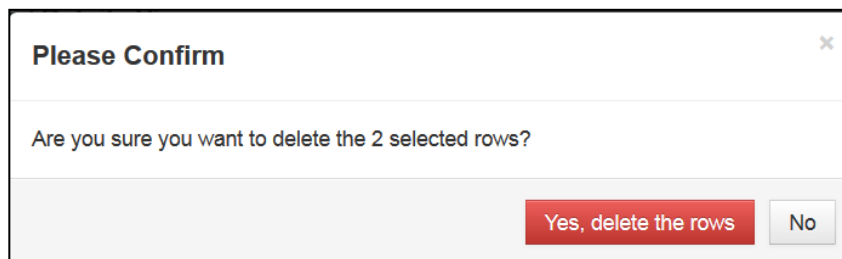 Please Confirm
×
Are you sure you want to delete the 2 selected rows?
Yes, delete the rows
No